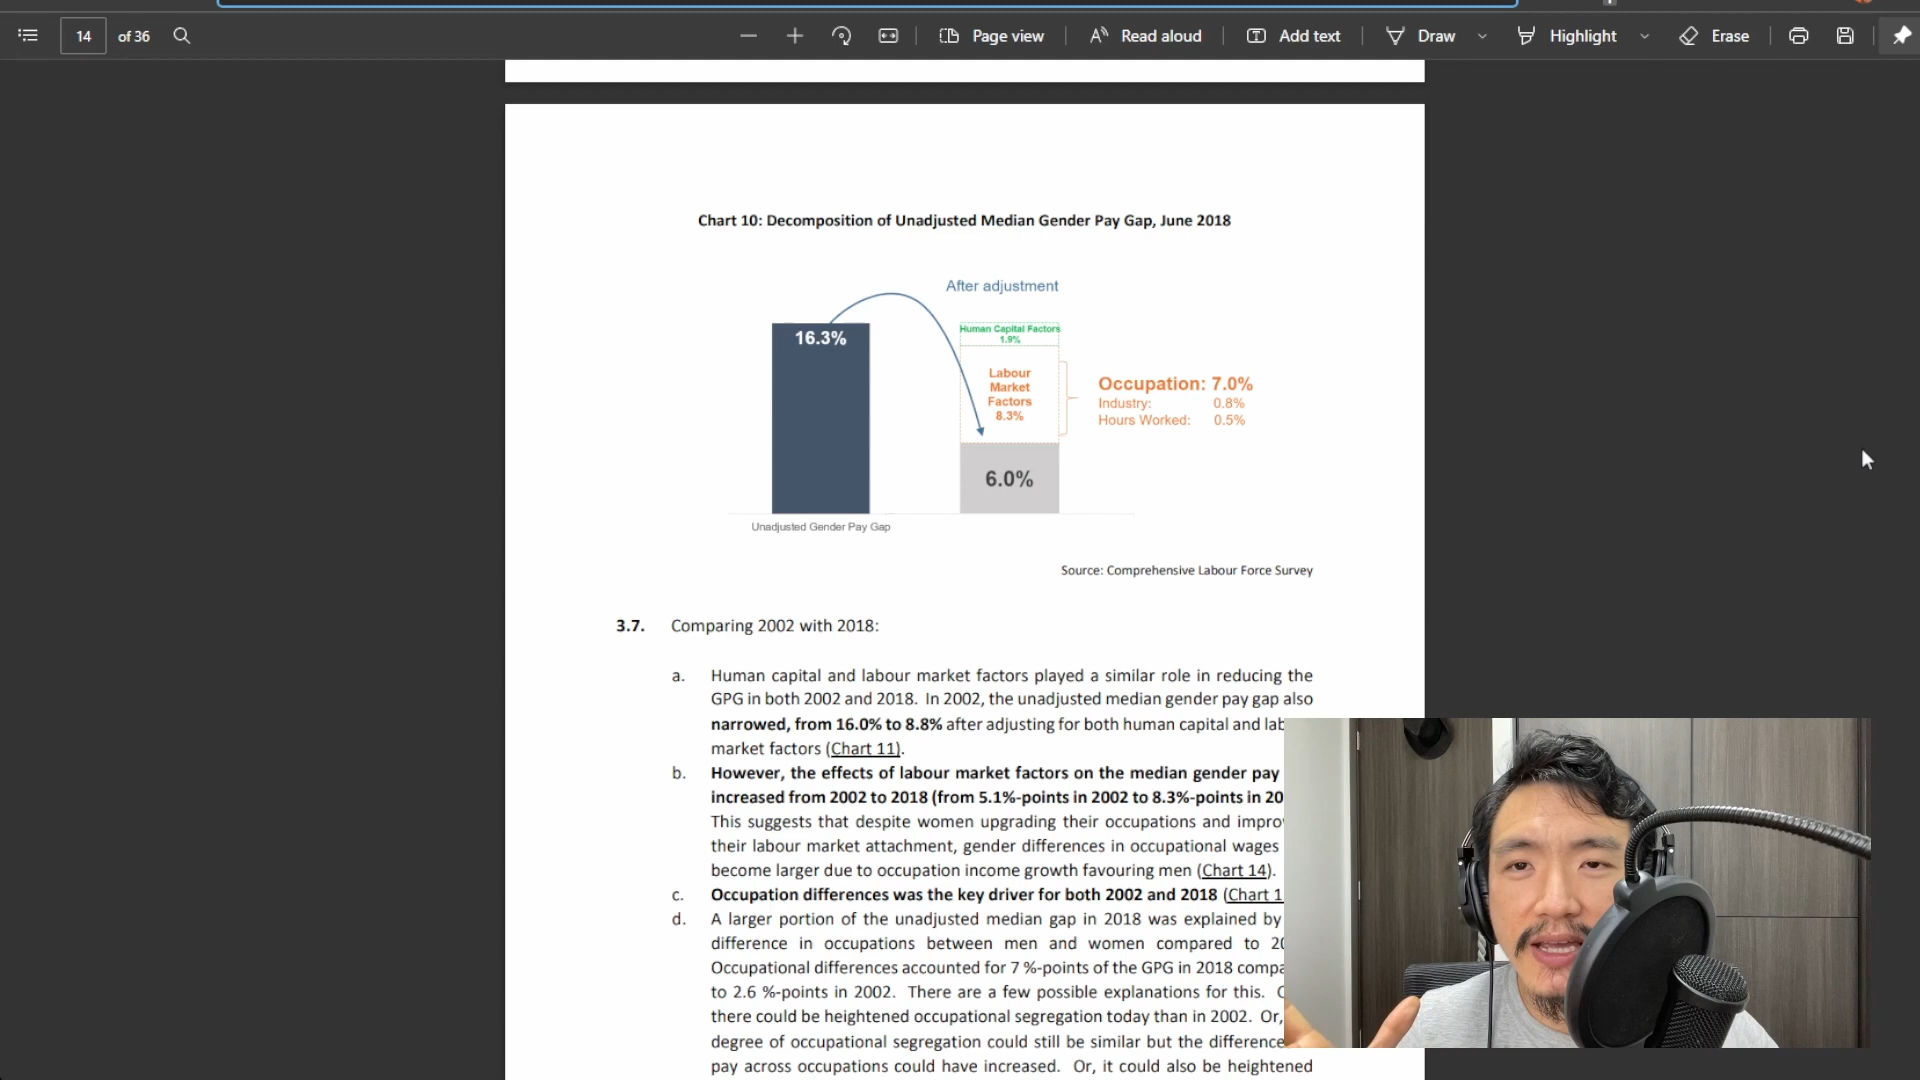 14 of 36 Page view Read aloud Add text Draw Highlight Erase
Chart 10: Decomposition of Unadjusted Median Gender Pay Gap, June 2018
After adjustment
16.3%
Human Capital Factors
1.9%
Labour
Market
Factors
8.3%
Occupation: 7.0%
Industry: 0.8%
Hours Worked: 0.5%
6.0%
Unadjusted Gender Pay Gap
Source: Comprehensive Labour Force Survey
3.7. Comparing 2002 with 2018:
a. Human capital and labour market factors played a similar role in reducing the
GPG in both 2002 and 2018. In 2002, the unadjusted median gender pay gap also
narrowed, from 16.0% to 8.8% after adjusting for both human capital and lab
market factors (Chart 11).
b. However, the effects of labour market factors on the median gender pay
increased from 2002 to 2018 (from 5.1%-points in 2002 to 8.3%-points in 20
This suggests that despite women upgrading their occupations and impro
their labour market attachment, gender differences in occupational wages
become larger due to occupation income growth favouring men (Chart 14).
c. Occupation differences was the key driver for both 2002 and 2018 (Chart 1
d. A larger portion of the unadjusted median gap in 2018 was explained by
difference in occupations between men and women compared to 20
Occupational differences accounted for 7 %-points of the GPG in 2018 compa
to 2.6 %-points in 2002. There are a few possible explanations for this.
there could be heightened occupational segregation today than in 2002. Or,
degree of occupational segregation could still be similar but the difference
pay across occupations could have increased. Or, it could also be heightened